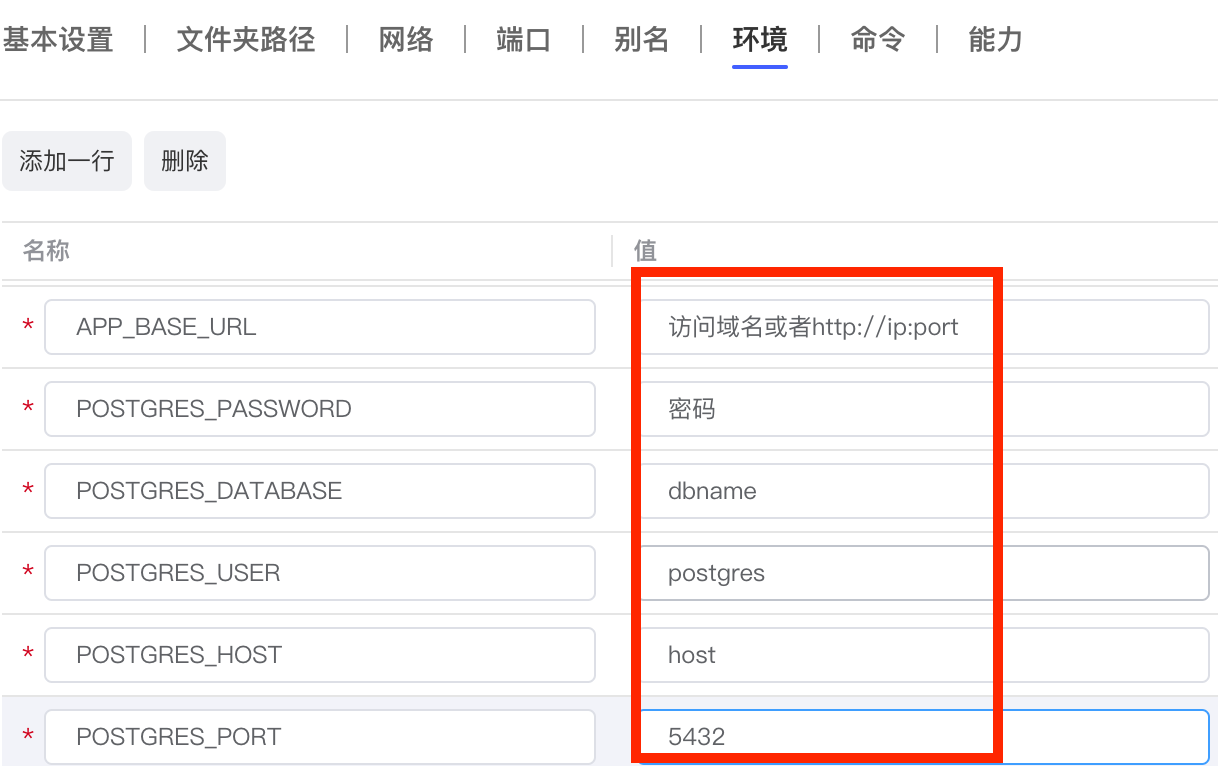 基本设置 文件夹路径 网络 端口 别名 环境 命令 能力
添加一行 删除
名称 值
* APP_BASE_URL 访问域名或者http://ip:port
* POSTGRES_PASSWORD 密码
* POSTGRES_DATABASE dbname
* POSTGRES_USER postgres
* POSTGRES_HOST host
* POSTGRES_PORT 5432